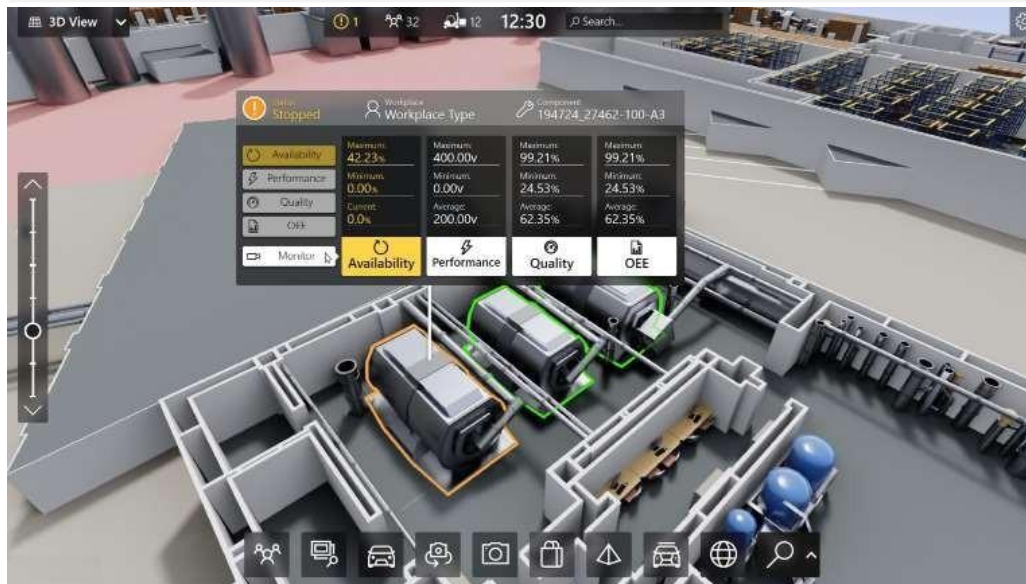 3D View
1 32 12 12:30 Search...
Status
Stopped
Workplace
Workplace Type
Component
194724_27462-100-A3
Availability
Performance
Quality
OEE
Monitor
Maximum:
42.23%
Minimum:
0.00%
Current:
0.0%
Availability
Maximum:
400.00v
Minimum:
0.00v
Average:
200.00v
Performance
Maximum:
99.21%
Minimum:
24.53%
Average:
62.35%
Quality
Maximum:
99.21%
Minimum:
24.53%
Average:
62.35%
OEE